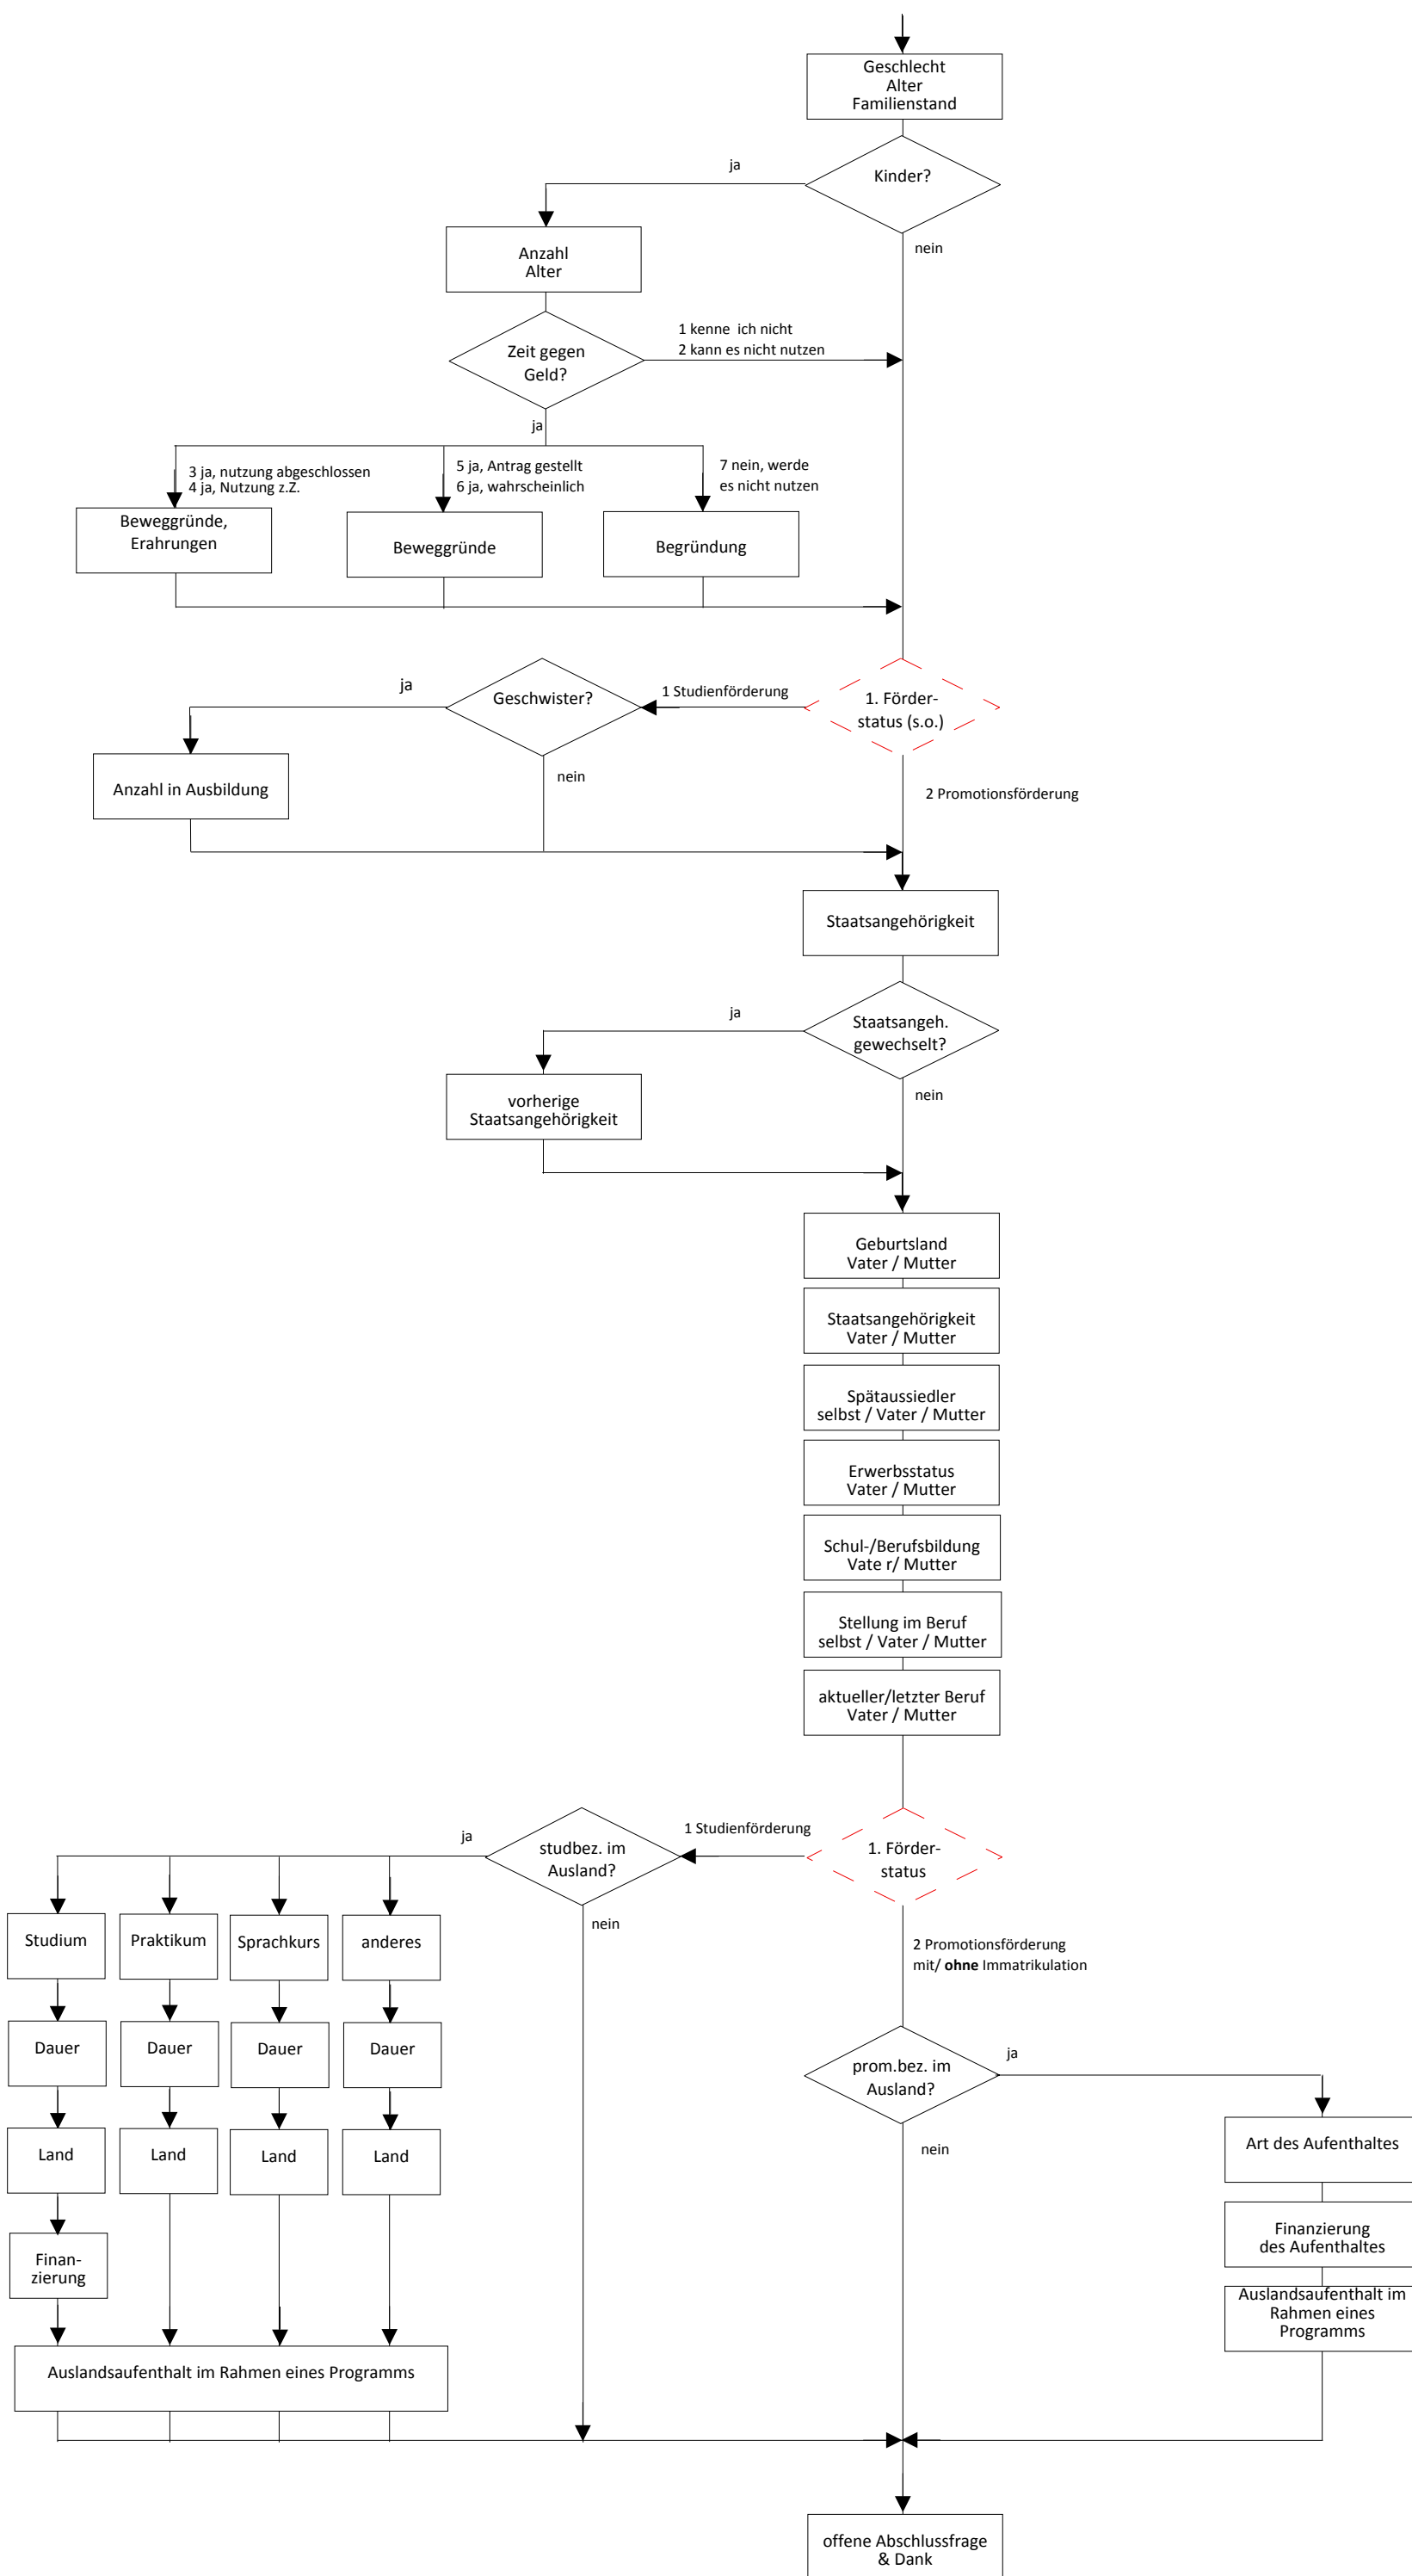 Geschlecht
Alter
Familienstand
ja
Kinder?
nein
Anzahl
Alter
Zeit gegen
Geld?
1 kenne  ich nicht
2 kann es nicht nutzen
ja
3 ja, nutzung abgeschlossen
4 ja, Nutzung z.Z.
5 ja, Antrag gestellt
6 ja, wahrscheinlich
7 nein, werde
es nicht nutzen
Beweggründe,
Erahrungen
Beweggründe
Begründung
ja
Geschwister?
1 Studienförderung
1. Förder-
status (s.o.)
nein
Anzahl in Ausbildung
2 Promotionsförderung
Staatsangehörigkeit
ja
Staatsangeh.
gewechselt?
nein
vorherige
Staatsangehörigkeit
Geburtsland
Vater / Mutter
Staatsangehörigkeit
Vater / Mutter
Spätaussiedler
selbst / Vater / Mutter
Erwerbsstatus
Vater / Mutter
Schul-/Berufsbildung
Vate r/ Mutter
Stellung im Beruf
selbst / Vater / Mutter
aktueller/letzter Beruf
Vater / Mutter
ja
studbez. im
Ausland?
1 Studienförderung
1. Förder-
status
nein
2 Promotionsförderung
mit/ ohne Immatrikulation
Studium
Praktikum
Sprachkurs
anderes
Dauer
Dauer
Dauer
Dauer
prom.bez. im
Ausland?
ja
nein
Land
Land
Land
Land
Art des Aufenthaltes
Finan-
zierung
Finanzierung
des Aufenthaltes
Auslandsaufenthalt im
Rahmen eines
Programms
Auslandsaufenthalt im Rahmen eines Programms
offene Abschlussfrage
& Dank